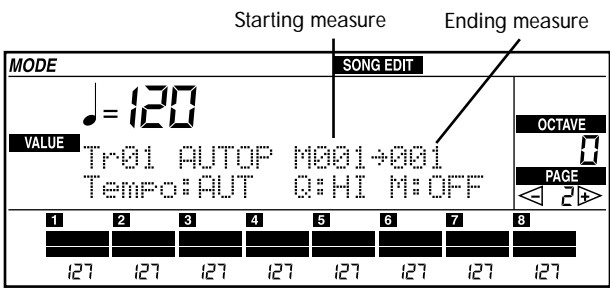 Starting measure Ending measure
MODE SONG EDIT
♩=120
OCTAVE
VALUE Tr01 AUTOP M001→001 0
Tempo:AUT Q:HI M:OFF PAGE
2
1 2 3 4 5 6 7 8
127 127 127 127 127 127 127 127